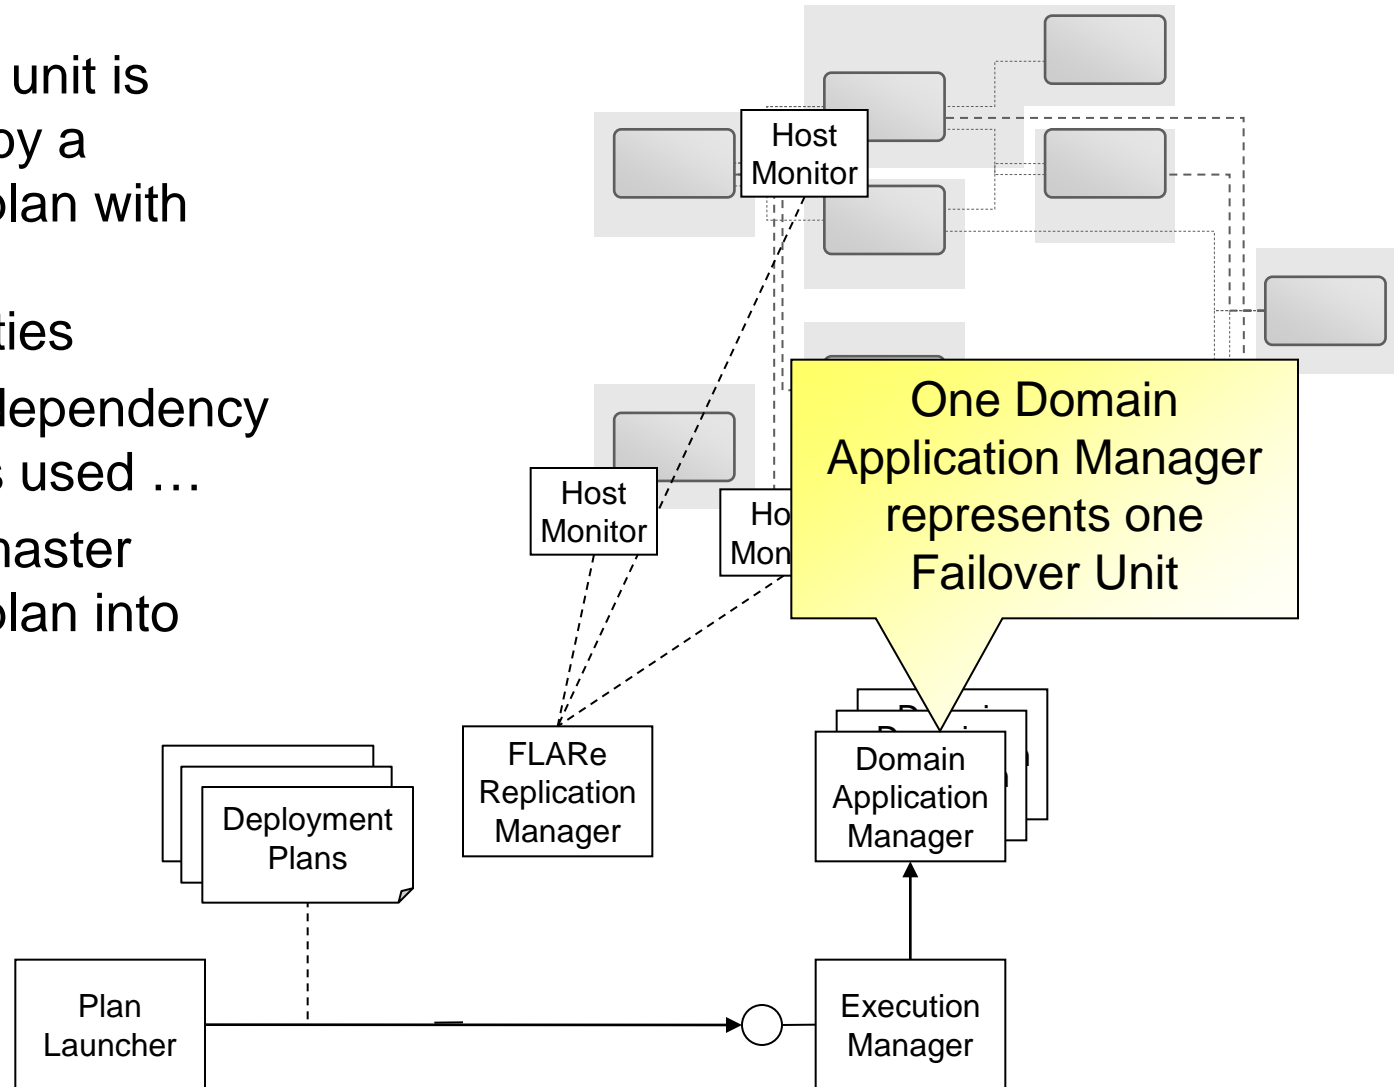 unit is
by a
plan with
ties
dependency
s used …
master
plan into
Host
Monitor
Host
Monitor
Ho
Mon
One Domain
Application Manager
represents one
Failover Unit
FLARe
Replication
Manager
Domain
Application
Manager
Deployment
Plans
Plan
Launcher
Execution
Manager